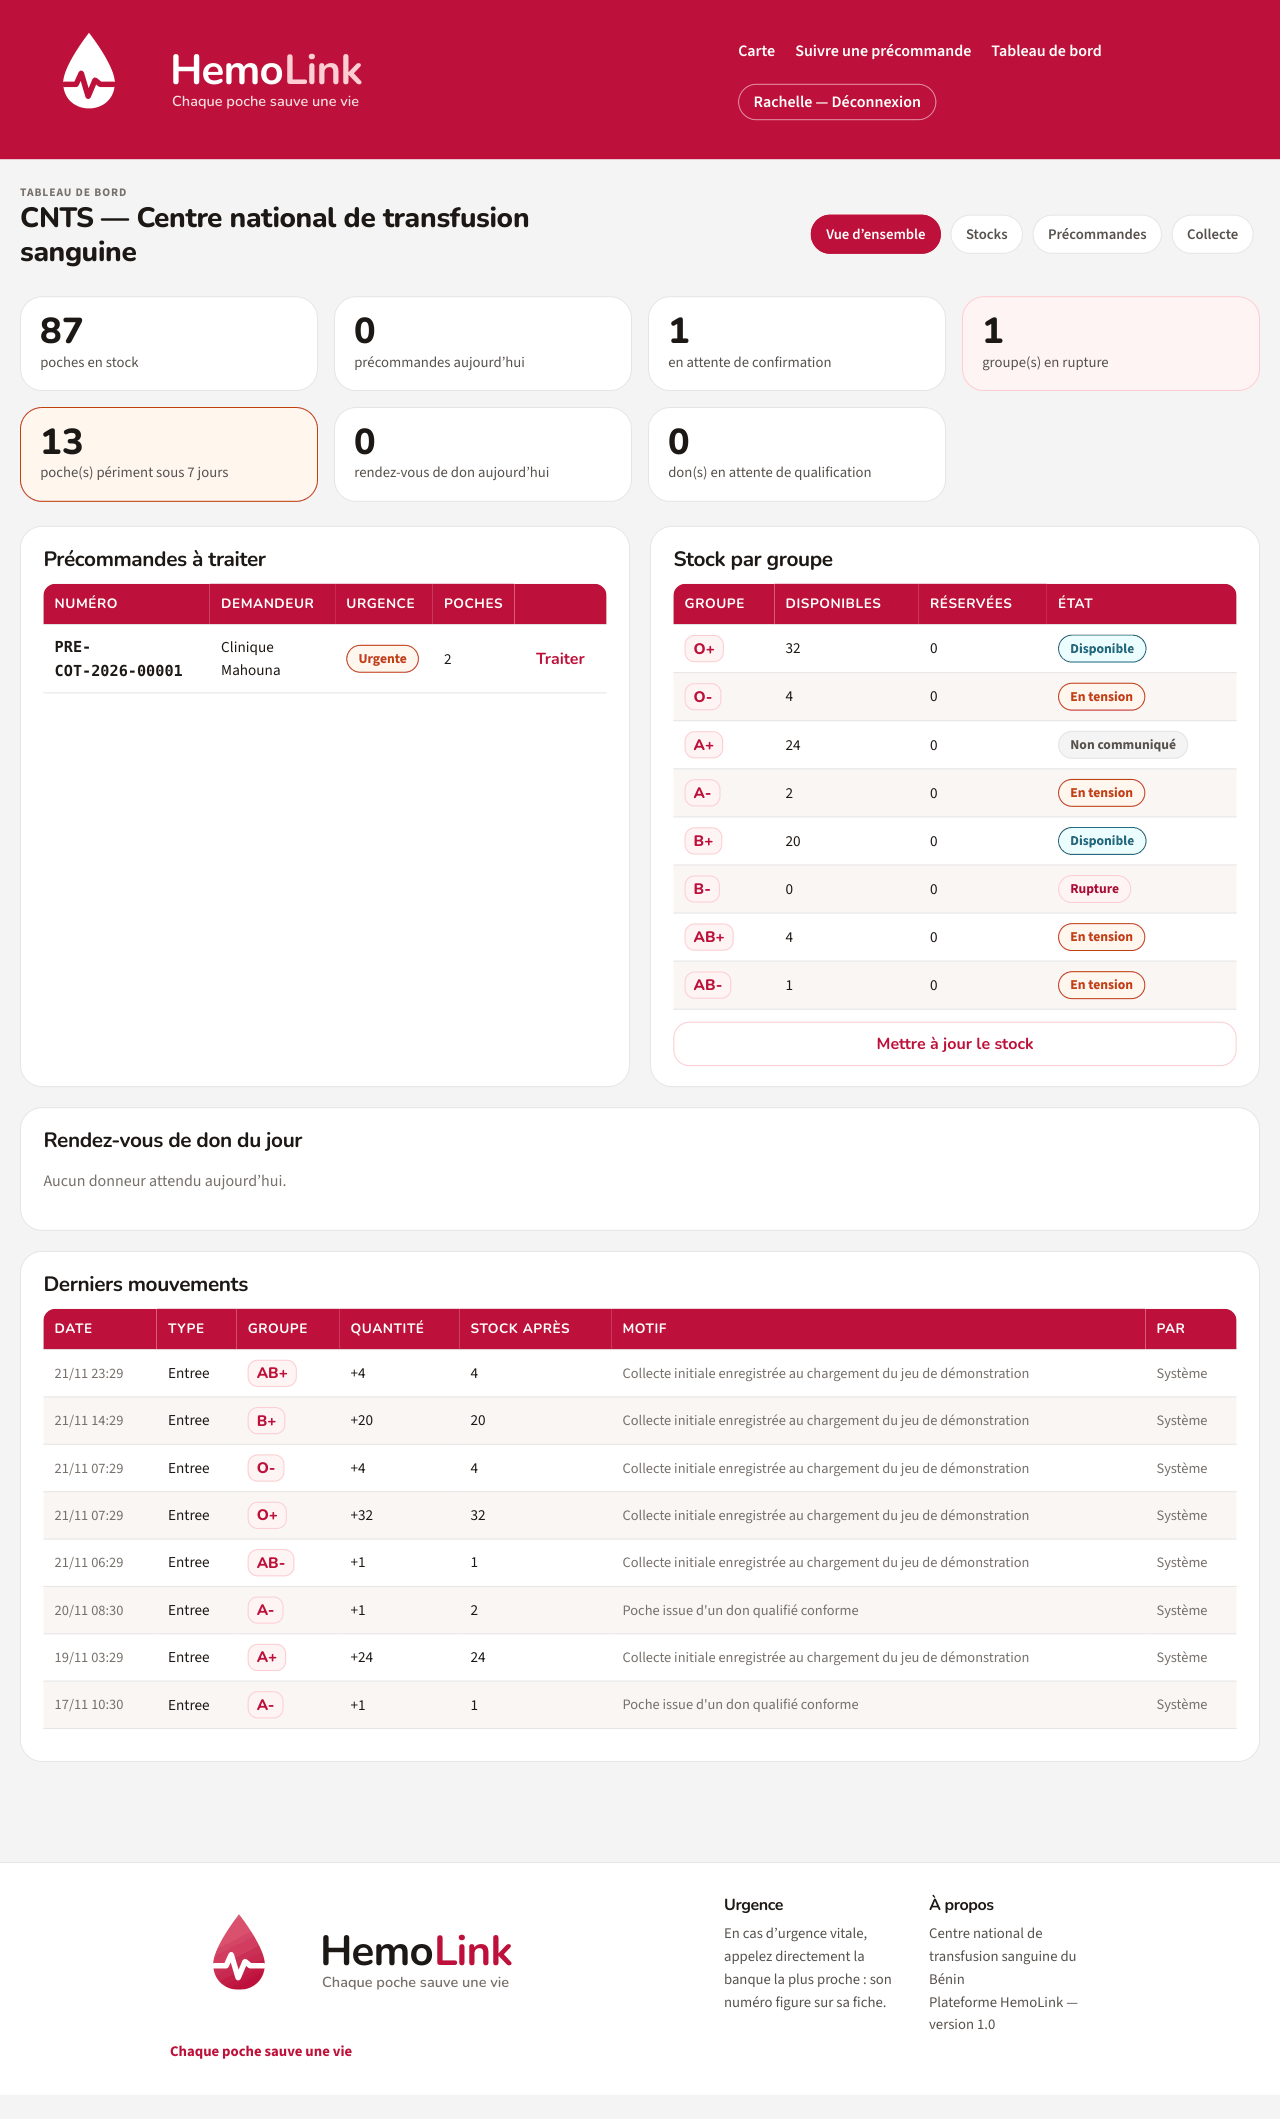 HemoLink
Chaque poche sauve une vie
Carte Suivre une précommande Tableau de bord
Rachelle — Déconnexion
TABLEAU DE BORD
CNTS — Centre national de transfusion
sanguine
Vue d’ensemble Stocks Précommandes Collecte
87
poches en stock
0
précommandes aujourd’hui
1
en attente de confirmation
1
groupe(s) en rupture
13
poche(s) périment sous 7 jours
0
rendez-vous de don aujourd’hui
0
don(s) en attente de qualification
Précommandes à traiter
NUMÉRO DEMANDEUR URGENCE POCHES
PRE-
COT-2026-00001
Clinique
Mahouna
Urgente
2
Traiter
Stock par groupe
GROUPE DISPONIBLES RÉSERVÉES ÉTAT
O+ 32 0 Disponible
O- 4 0 En tension
A+ 24 0 Non communiqué
A- 2 0 En tension
B+ 20 0 Disponible
B- 0 0 Rupture
AB+ 4 0 En tension
AB- 1 0 En tension
Mettre à jour le stock
Rendez-vous de don du jour
Aucun donneur attendu aujourd’hui.
Derniers mouvements
DATE TYPE GROUPE QUANTITÉ STOCK APRÈS MOTIF PAR
21/11 23:29 Entree AB+ +4 4 Collecte initiale enregistrée au chargement du jeu de démonstration Système
21/11 14:29 Entree B+ +20 20 Collecte initiale enregistrée au chargement du jeu de démonstration Système
21/11 07:29 Entree O- +4 4 Collecte initiale enregistrée au chargement du jeu de démonstration Système
21/11 07:29 Entree O+ +32 32 Collecte initiale enregistrée au chargement du jeu de démonstration Système
21/11 06:29 Entree AB- +1 1 Collecte initiale enregistrée au chargement du jeu de démonstration Système
20/11 08:30 Entree A- +1 2 Poche issue d'un don qualifié conforme Système
19/11 03:29 Entree A+ +24 24 Collecte initiale enregistrée au chargement du jeu de démonstration Système
17/11 10:30 Entree A- +1 1 Poche issue d'un don qualifié conforme Système
HemoLink
Chaque poche sauve une vie
Chaque poche sauve une vie
Urgence
En cas d’urgence vitale,
appelez directement la
banque la plus proche : son
numéro figure sur sa fiche.
À propos
Centre national de
transfusion sanguine du
Bénin
Plateforme HemoLink —
version 1.0